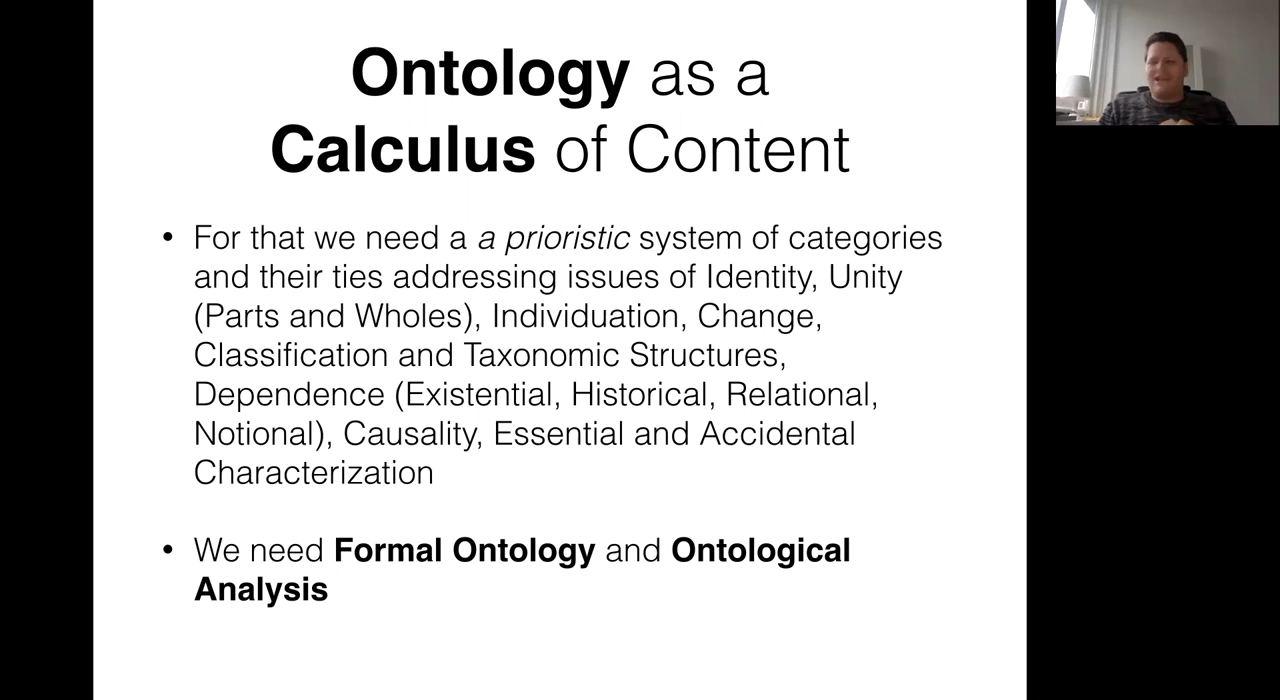 Ontology as a
Calculus of Content
• For that we need a a prioristic system of categories
and their ties addressing issues of Identity, Unity
(Parts and Wholes), Individuation, Change,
Classification and Taxonomic Structures,
Dependence (Existential, Historical, Relational,
Notional), Causality, Essential and Accidental
Characterization
• We need Formal Ontology and Ontological
Analysis